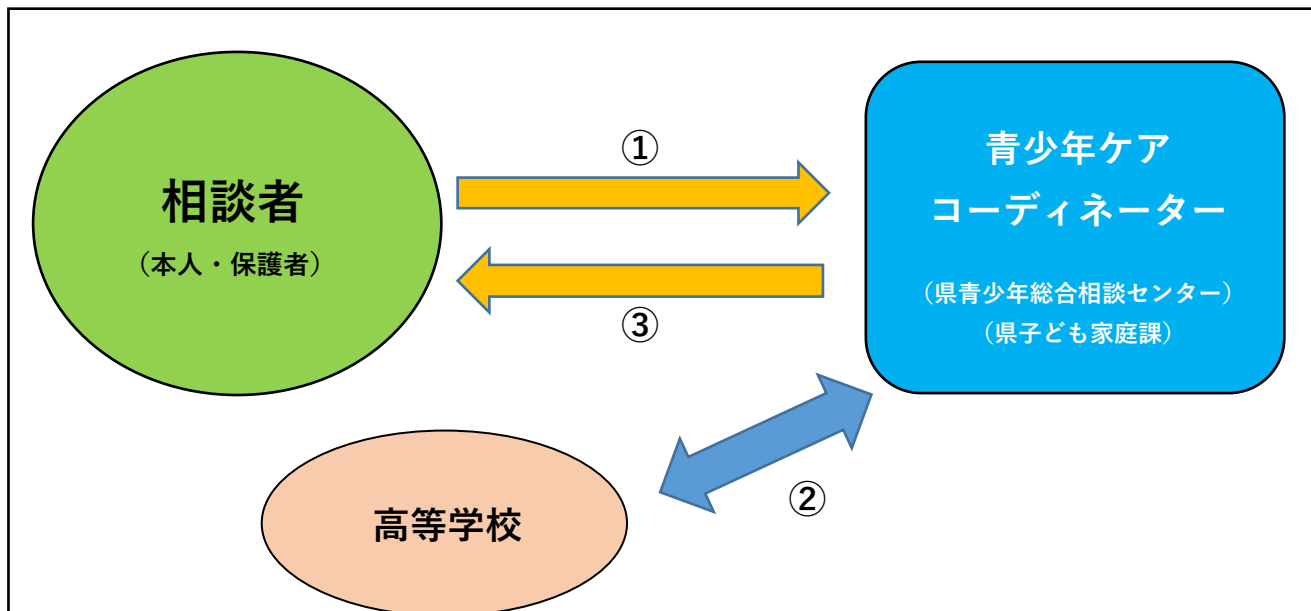 ①
相談者
(本人・保護者)
青少年ケア
コーディネーター
(県青少年総合相談センター)
(県子ども家庭課)
③
②
高等学校